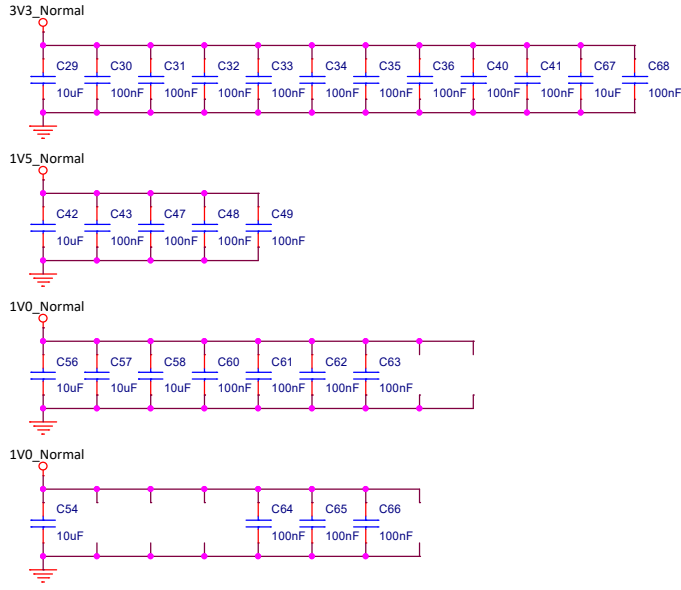 3V3_Normal
C29 C30 C31 C32 C33 C34 C35 C36 C40 C41 C67 C68
10uF 100nF 100nF 100nF 100nF 100nF 100nF 100nF 100nF 100nF 10uF 100nF
1V5_Normal
C42 C43 C47 C48 C49
10uF 100nF 100nF 100nF 100nF
1V0_Normal
C56 C57 C58 C60 C61 C62 C63
10uF 10uF 10uF 100nF 100nF 100nF 100nF
1V0_Normal
C54 C64 C65 C66
10uF 100nF 100nF 100nF